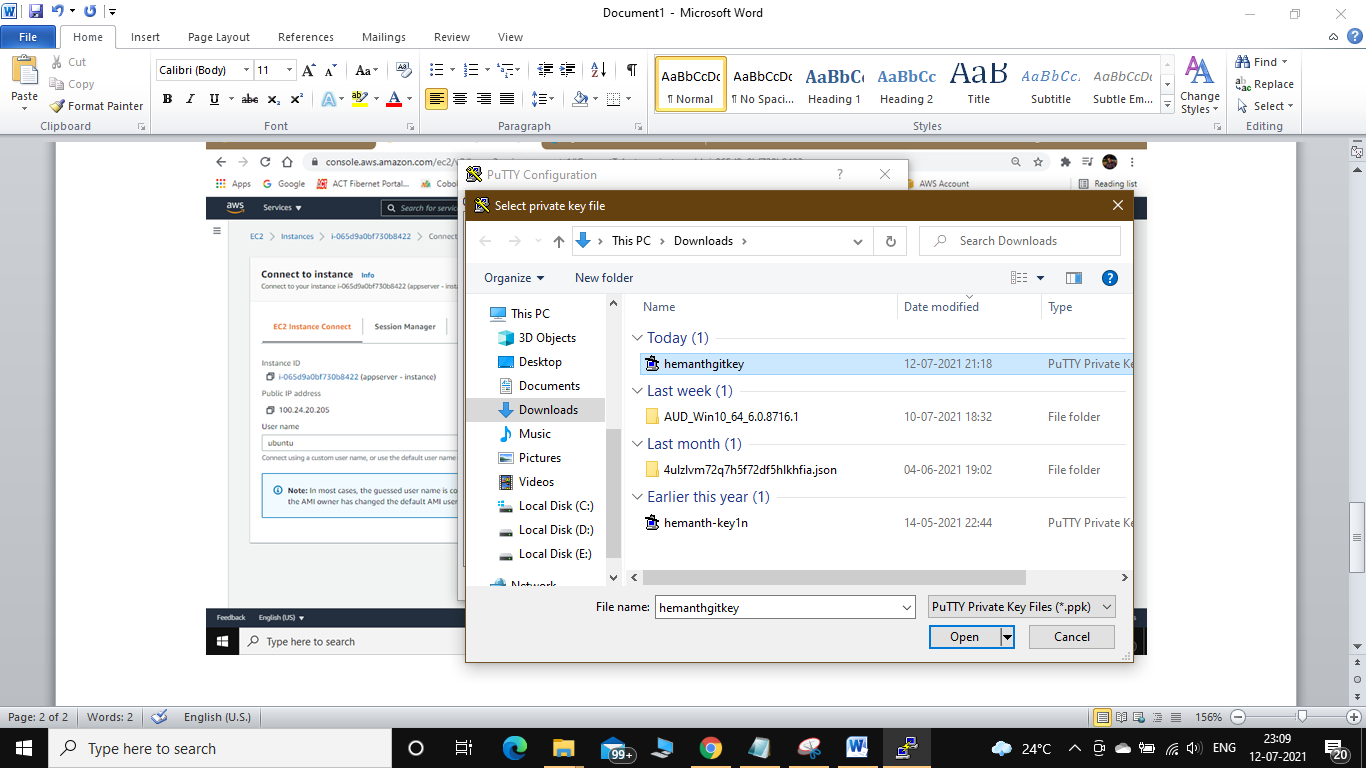 Document1 - Microsoft Word
File Home Insert Page Layout References Mailings Review View
Paste
Cut
Copy
Format Painter
Clipboard
Calibri (Body) 11
Font
Paragraph
AaBbCcDc AaBbCcDc AaBbC AaBbCc AaB AaBbCc. AaBbCcDc
¶ Normal ¶ No Spaci... Heading 1 Heading 2 Title Subtitle Subtle Em...
Styles
Change
Styles
Find
Replace
Select
Editing
console.aws.amazon.com/ec2/
Apps Google ACT Fibernet Portal... Cobol AWS Account Reading list
aws Services Search for servic
EC2 > Instances > i-065d9a0bf730b8422 > Connect
Connect to instance Info
Connect to your instance i-065d9a0bf730b8422 (appserver - insta
EC2 Instance Connect Session Manager
Instance ID
i-065d9a0bf730b8422 (appserver - instance)
Public IP address
100.24.20.205
User name
ubuntu
Connect using a custom user name, or use the default user name
Note: In most cases, the guessed user name is co
the AMI owner has changed the default AMI user
Feedback English (US)
Type here to search
PuTTY Configuration ?
Select private key file
This PC > Downloads >
Search Downloads
Organize New folder
This PC
3D Objects
Desktop
Documents
Downloads
Music
Pictures
Videos
Local Disk (C:)
Local Disk (D:)
Local Disk (E:)
Network
Name Date modified Type
Today (1)
hemanthgitkey 12-07-2021 21:18 PuTTY Private Ke
Last week (1)
AUD_Win10_64_6.0.8716.1 10-07-2021 18:32 File folder
Last month (1)
4ulzlvm72q7h5f72df5hlkhfia.json 04-06-2021 19:02 File folder
Earlier this year (1)
hemanth-key1n 14-05-2021 22:44 PuTTY Private Ke
File name: hemanthgitkey PuTTY Private Key Files (*.ppk)
Open Cancel
Page: 2 of 2 Words: 2 English (U.S.) 156%
Type here to search
99+
24°C ENG
23:09
12-07-2021
20